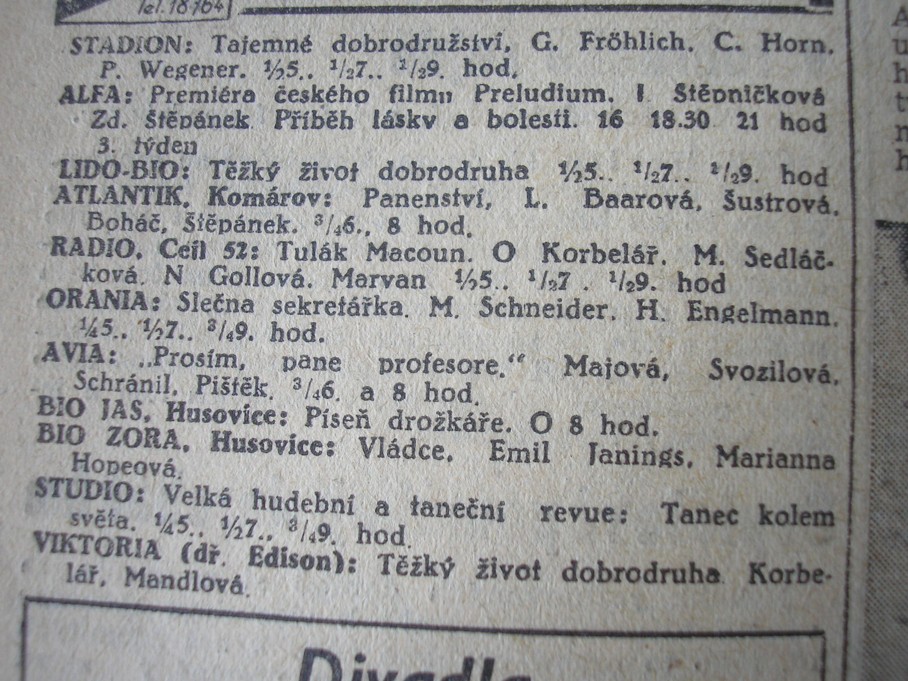 Tel. 18164
STADION: Tajemné dobrodružství, G. Fröhlich, C. Horn,
P. Wegener. ½5., ½7., ½9. hod.
ALFA: Premiéra českého filmu Preludium. J. Štěpničková
Zd. Štěpánek. Příběh lásky a bolesti. 16 18.30 21 hod
3. týden
LIDO-BIO: Těžký život dobrodruha ½5., ½7., ½9. hod
ATLANTIK, Komárov: Panenství, L. Baarová, Šustrová,
Boháč, Štěpánek. ¾6., 8 hod.
RADIO, Cejl 52: Tulák Macoun. O Korbelář, M. Sedláč-
ková, N Gollová, Marvan ½5., ½7., ½9. hod
ORANIA: Slečna sekretářka. M. Schneider, H. Engelmann.
¼5., ½7., ¾9. hod.
AVIA: „Prosím, pane profesore.“ Majová, Svozilová,
Schránil, Pištěk. ¾6. a 8 hod.
BIO JAS, Husovice: Píseň drožkáře. O 8 hod.
BIO ZORA, Husovice: Vládce. Emil Janings, Marianna
Hopeová.
STUDIO: Velká hudební a taneční revue: Tanec kolem
světa. ¼5., ½7., ¾9. hod.
VIKTORIA (dř. Edison): Těžký život dobrodruha Korbe-
lář, Mandlová.
Divadla